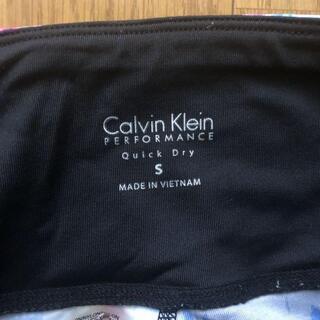 Calvin Klein
PERFORMANCE
Quick Dry
S
MADE IN VIETNAM